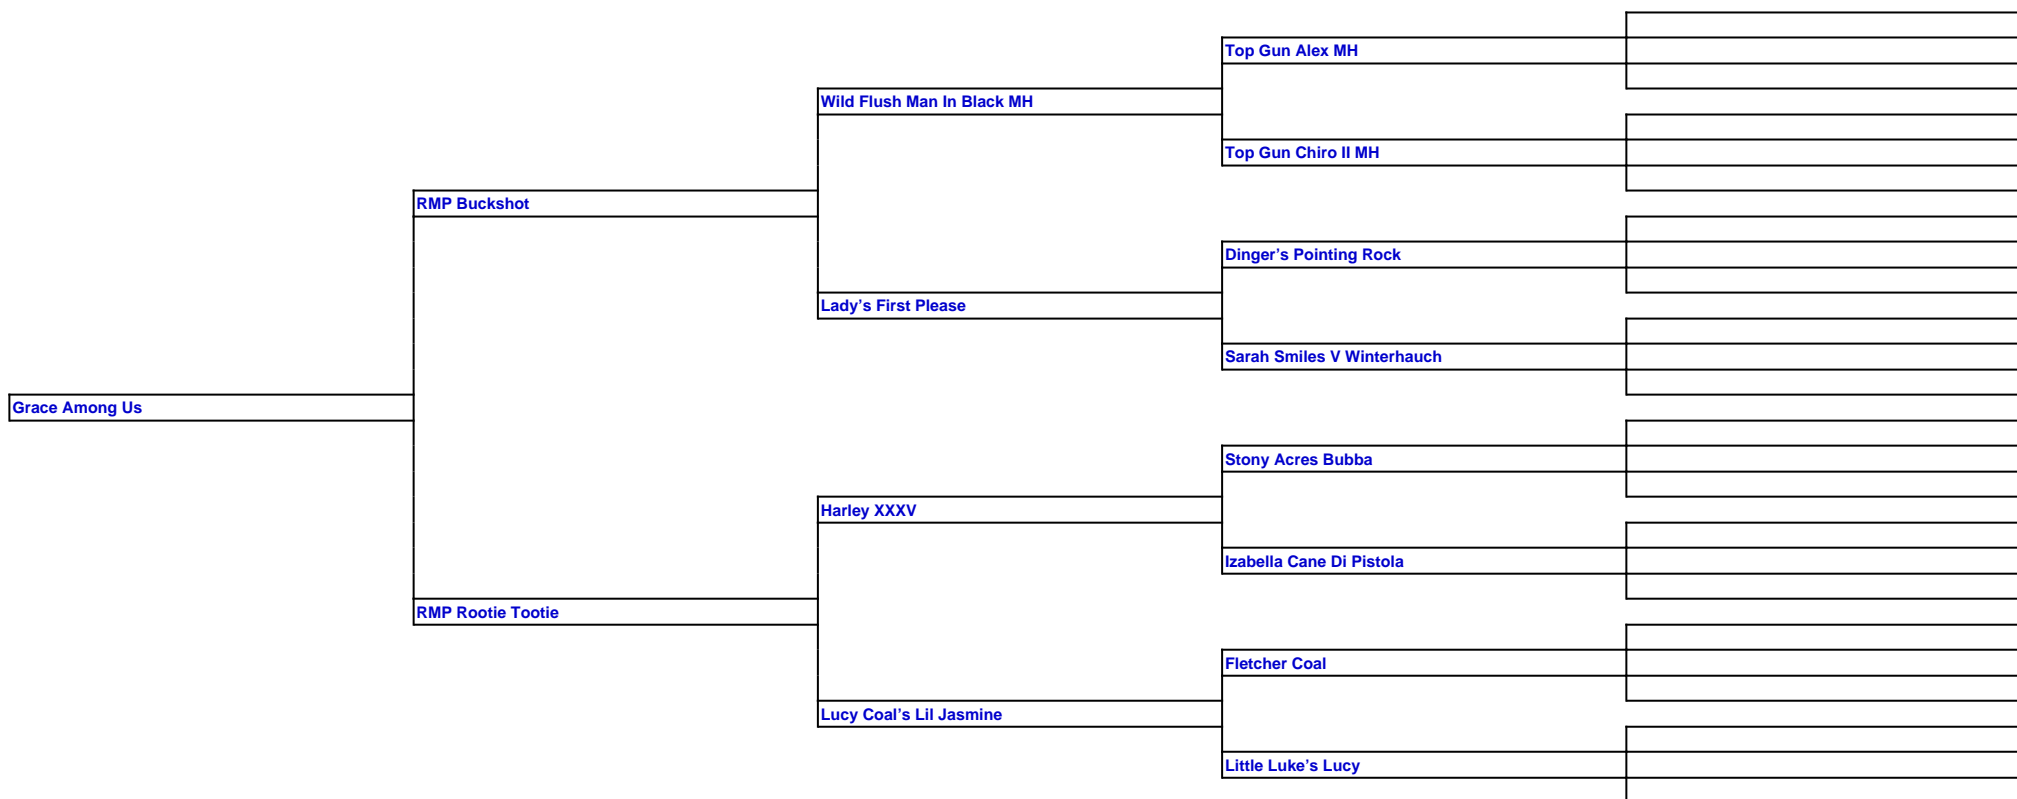 Top Gun Alex MH
Wild Flush Man In Black MH
Top Gun Chiro II MH
RMP Buckshot
Dinger’s Pointing Rock
Lady’s First Please
Sarah Smiles V Winterhauch
Grace Among Us
Stony Acres Bubba
Harley XXXV
Izabella Cane Di Pistola
RMP Rootie Tootie
Fletcher Coal
Lucy Coal’s Lil Jasmine
Little Luke’s Lucy